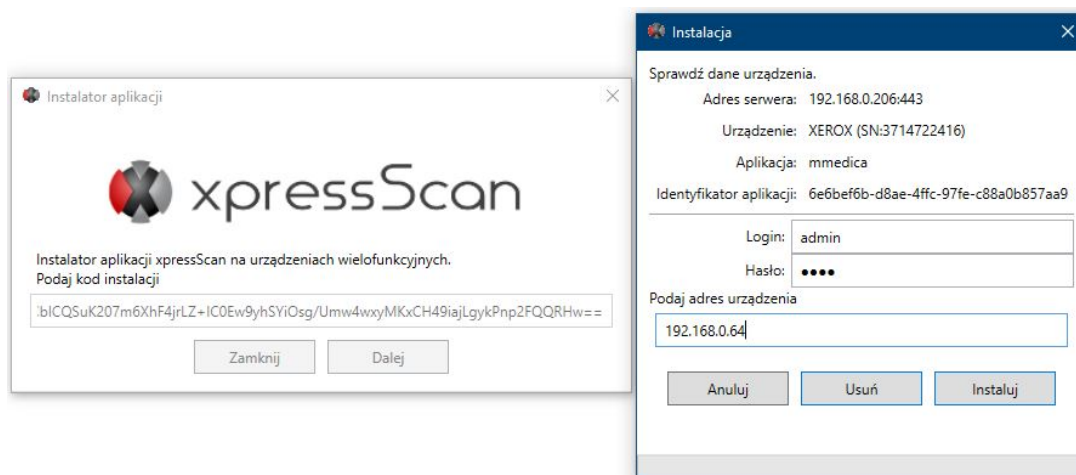 Instalator aplikacji
xpressScan
Instalator aplikacji xpressScan na urządzeniach wielofunkcyjnych.
Podaj kod instalacji
bICQSuK207m6XhF4jrLZ+IC0Ew9yhSYiOsg/Umw4wxyMKxCH49iajLgykPnp2FQQRHw==
Zamknij Dalej
Instalacja
Sprawdź dane urządzenia.
Adres serwera: 192.168.0.206:443
Urządzenie: XEROX (SN:3714722416)
Aplikacja: mmedica
Identyfikator aplikacji: 6e6bef6b-d8ae-4ffc-97fe-c88a0b857aa9
Login: admin
Hasło: ●●●●
Podaj adres urządzenia
192.168.0.64
Anuluj Usuń Instaluj